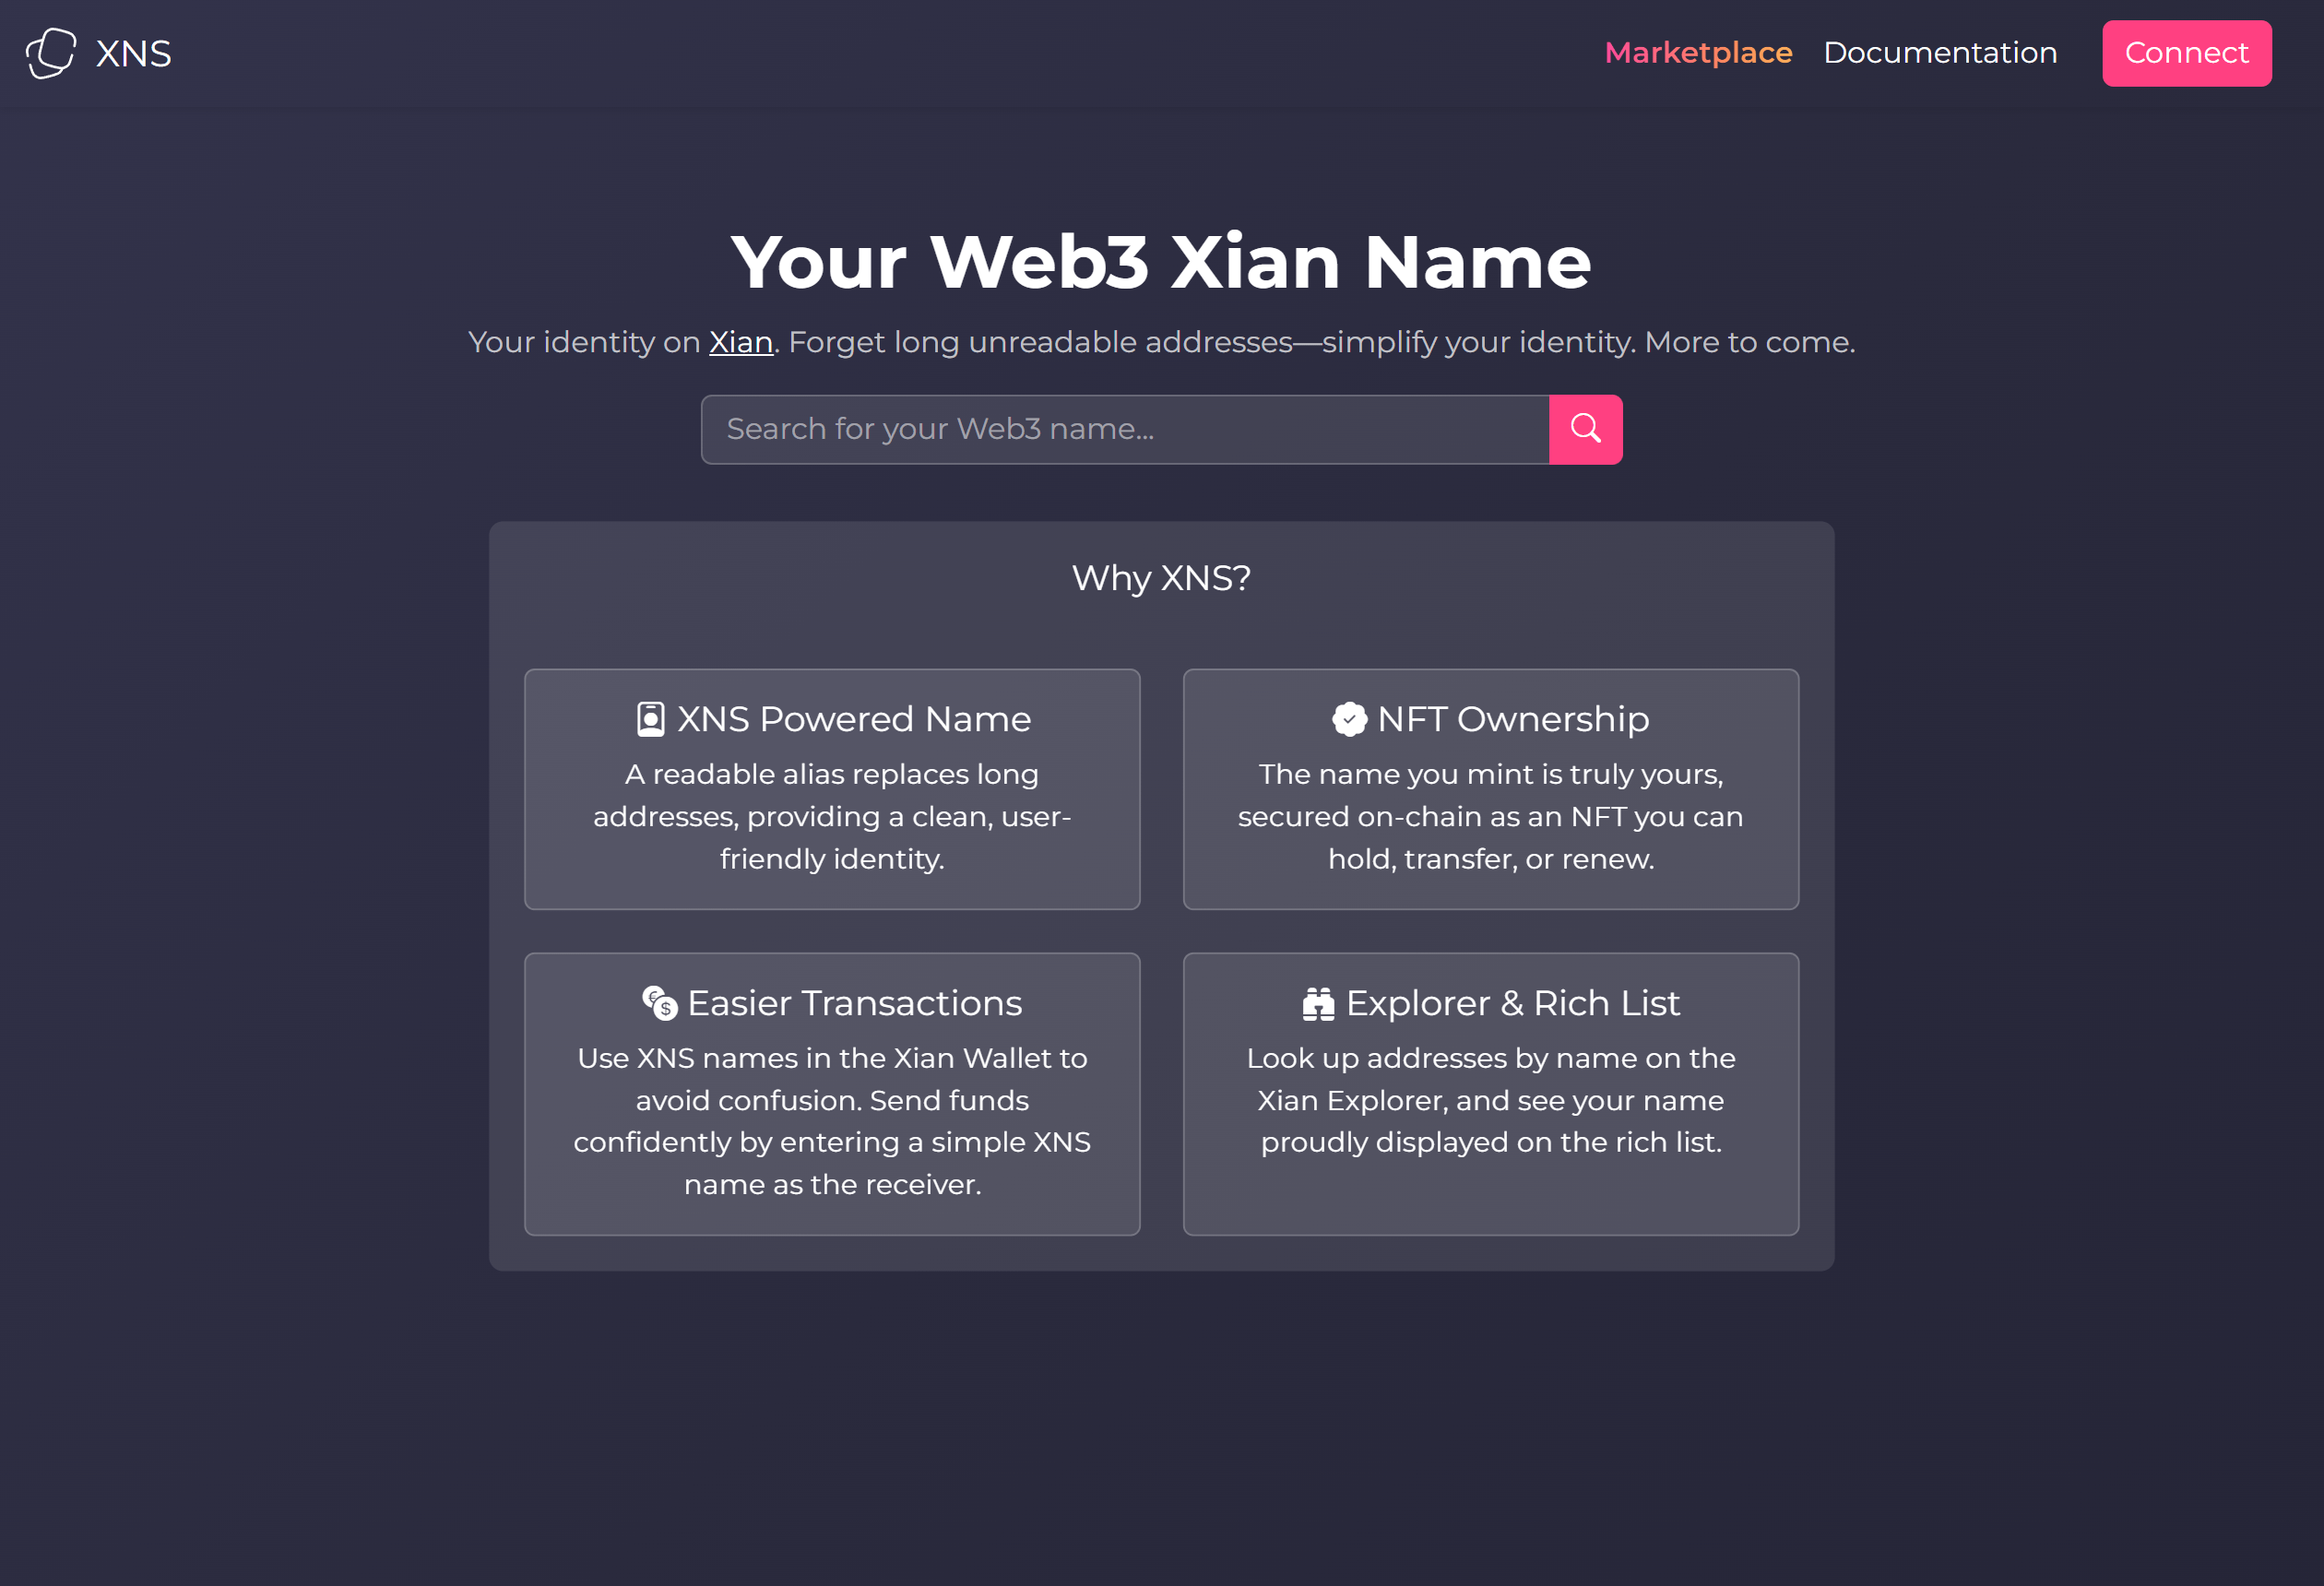 XNS
Marketplace
Documentation
Connect
Your Web3 Xian Name
Your identity on Xian. Forget long unreadable addresses—simplify your identity. More to come.
Search for your Web3 name...
Why XNS?
XNS Powered Name
A readable alias replaces long
addresses, providing a clean, user-
friendly identity.
NFT Ownership
The name you mint is truly yours,
secured on-chain as an NFT you can
hold, transfer, or renew.
€
$
Easier Transactions
Use XNS names in the Xian Wallet to
avoid confusion. Send funds
confidently by entering a simple XNS
name as the receiver.
Explorer & Rich List
Look up addresses by name on the
Xian Explorer, and see your name
proudly displayed on the rich list.